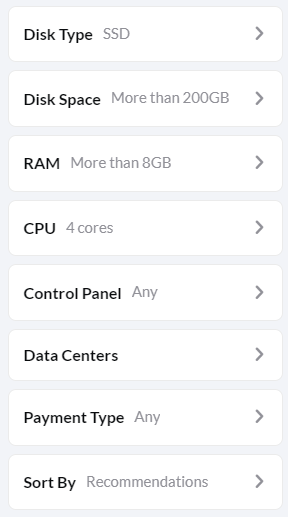 Disk Type SSD
Disk Space More than 200GB
RAM More than 8GB
CPU 4 cores
Control Panel Any
Data Centers
Payment Type Any
Sort By Recommendations